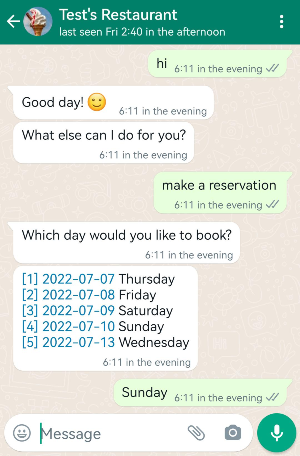 Test's Restaurant
last seen Fri 2:40 in the afternoon
hi
6:11 in the evening
Good day! 🙂
6:11 in the evening
What else can I do for you?
6:11 in the evening
make a reservation
6:11 in the evening
Which day would you like to book?
6:11 in the evening
[1] 2022-07-07 Thursday
[2] 2022-07-08 Friday
[3] 2022-07-09 Saturday
[4] 2022-07-10 Sunday
[5] 2022-07-13 Wednesday
6:11 in the evening
Sunday
6:11 in the evening
Message